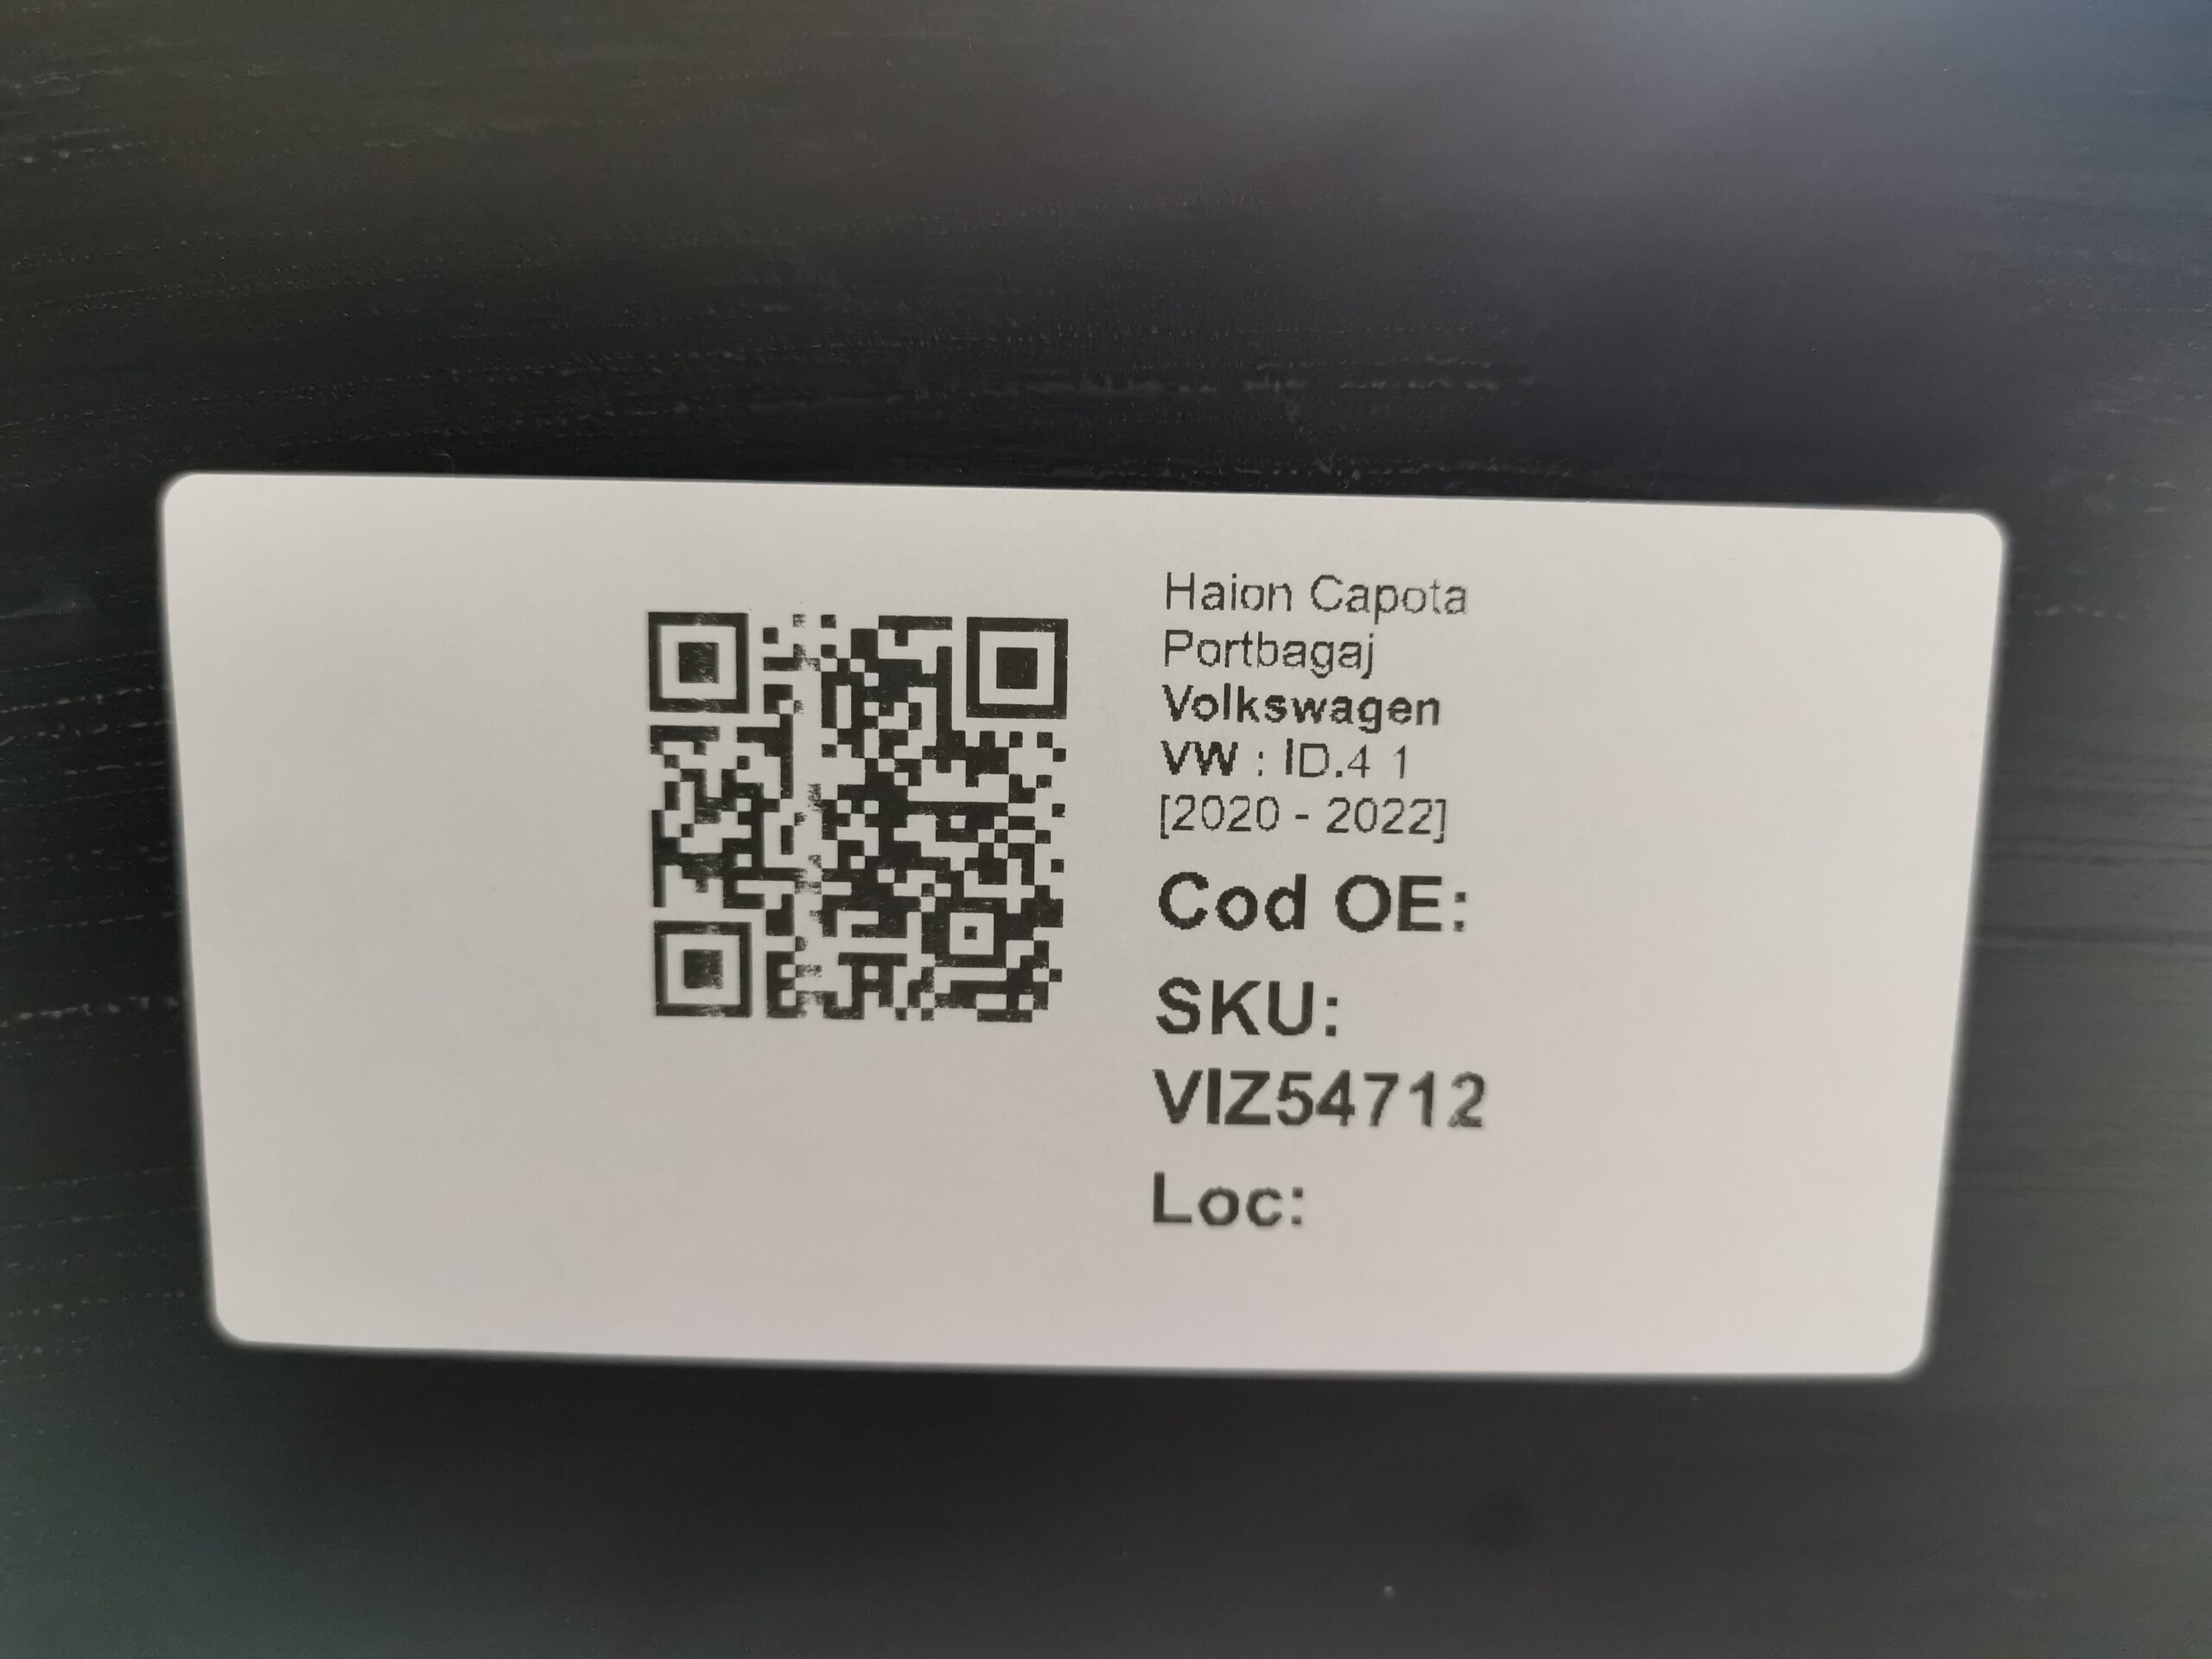 Haion Capota
Portbagaj
Volkswagen
VW : ID.4 1
[2020 - 2022]
Cod OE:
SKU:
VIZ54712
Loc: